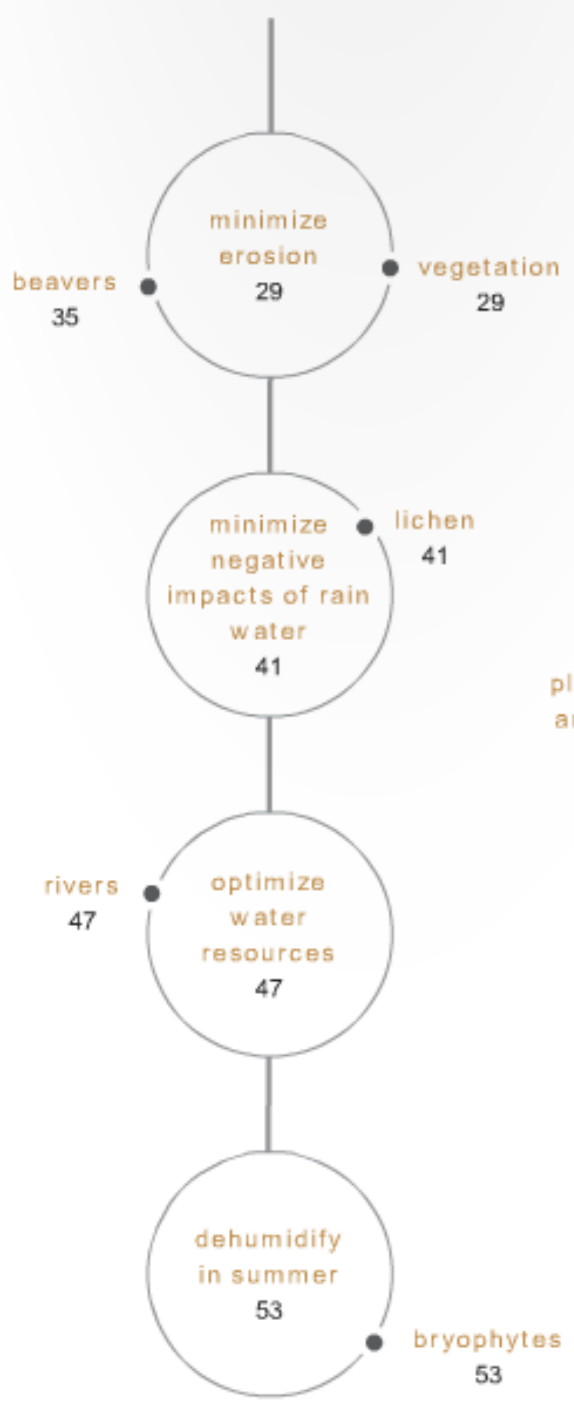 minimize
erosion
29
beavers
35
vegetation
29
minimize
negative
impacts of rain
water
41
lichen
41
rivers
47
optimize
water
resources
47
dehumidify
in summer
53
bryophytes
53